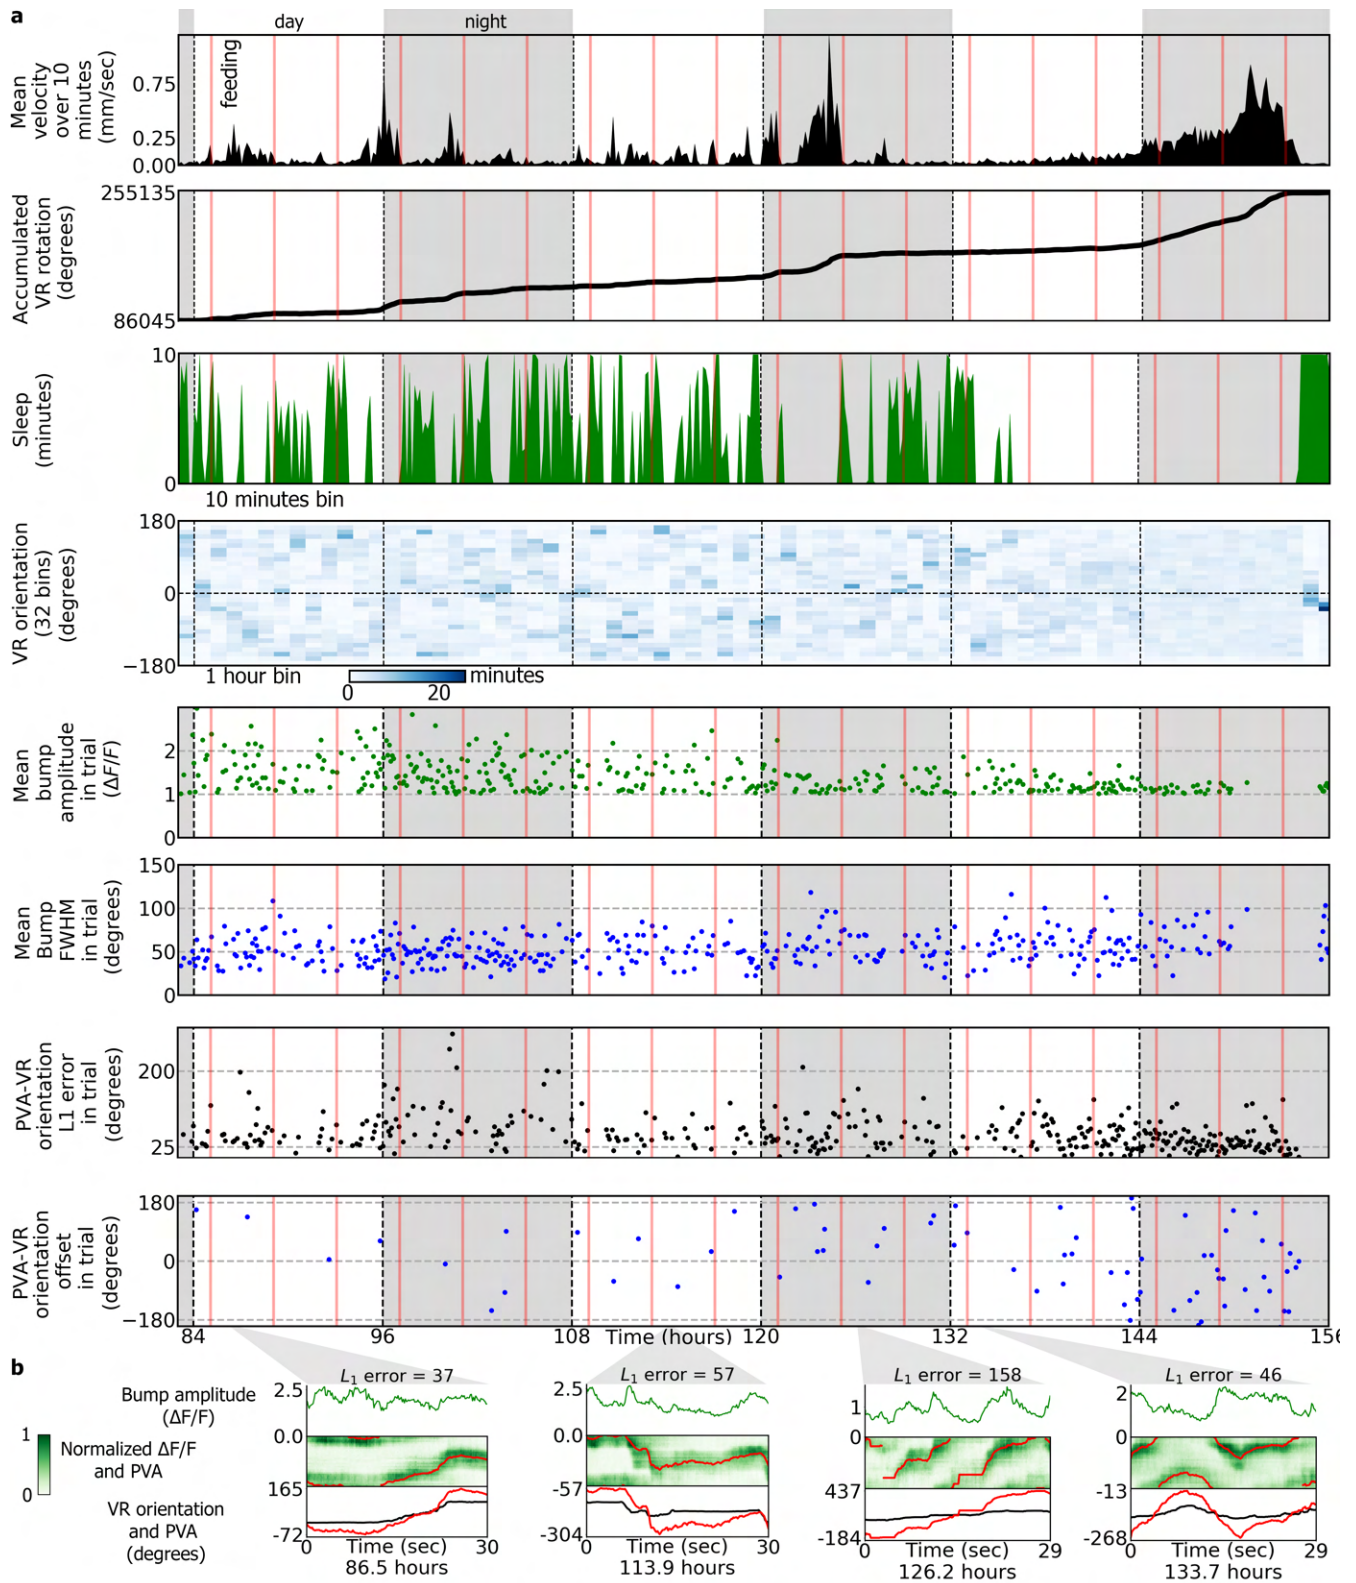 a
day
night
feeding
Mean
velocity
over 10
minutes
(mm/sec)
0.75
0.25
0.00
Accumulated
VR rotation
(degrees)
255135
86045
Sleep
(minutes)
10
0
10 minutes bin
VR orientation
(32 bins)
(degrees)
180
0
−180
1 hour bin
minutes
0
20
Mean
bump
amplitude
in trial
(ΔF/F)
2
1
0
Mean
Bump
FWHM
in trial
(degrees)
150
100
50
0
PVA-VR
orientation
L1 error
in trial
(degrees)
200
25
PVA-VR
orientation
offset
in trial
(degrees)
180
0
−180
84
96
108
Time (hours)
120
132
144
156
b
L1 error = 37
L1 error = 57
L1 error = 158
L1 error = 46
Bump amplitude
(ΔF/F)
2.5
2.5
1
2
1
0
Normalized ΔF/F
and PVA
0.0
0.0
0
0
VR orientation
and PVA
(degrees)
165
-72
-57
-304
437
-184
-13
-268
0 Time (sec) 30
86.5 hours
0 Time (sec) 30
113.9 hours
0 Time (sec) 29
126.2 hours
0 Time (sec) 29
133.7 hours